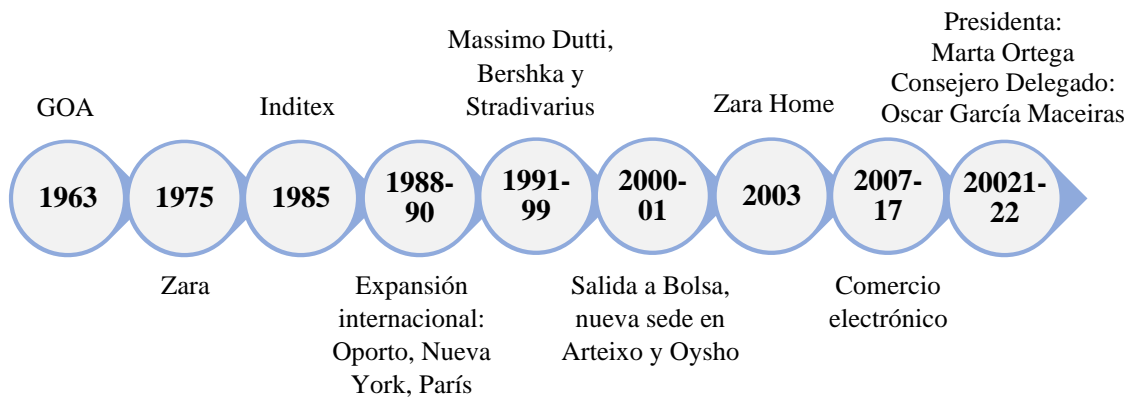 GOA
1963
1975
Zara
Inditex
1985
1988-
90
Expansión
internacional:
Oporto, Nueva
York, París
Massimo Dutti,
Bershka y
Stradivarius
1991-
99
2000-
01
Salida a Bolsa,
nueva sede en
Arteixo y Oysho
Zara Home
2003
2007-
17
Comercio
electrónico
Presidenta:
Marta Ortega
Consejero Delegado:
Oscar García Maceiras
20021-
22